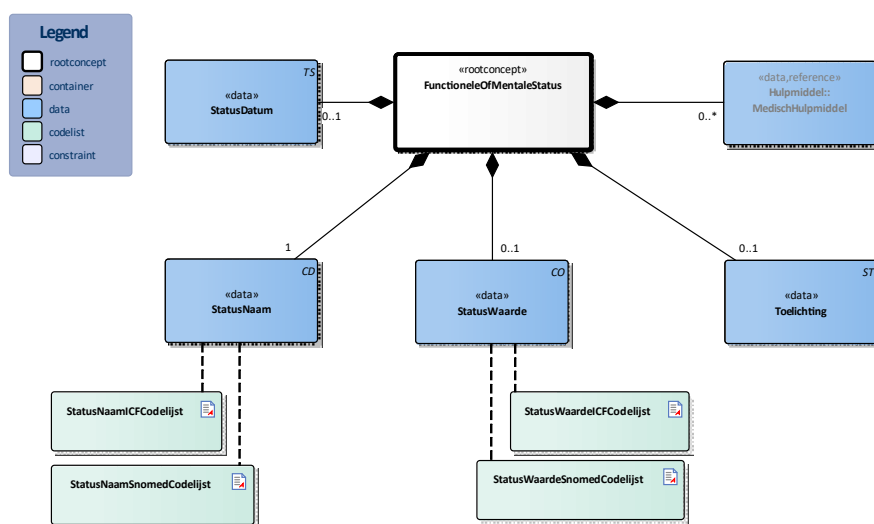 Legend
rootconcept
container
data
codelist
constraint
TS
«data»
StatusDatum
0..1
«rootconcept»
FunctioneleOfMentaleStatus
«data,reference»
Hulpmiddel::
MedischHulpmiddel
0..*
1
0..1
0..1
CD
«data»
StatusNaam
CO
«data»
StatusWaarde
ST
«data»
Toelichting
StatusNaamICFCodelijst
StatusWaardeICFCodelijst
StatusNaamSnomedCodelijst
StatusWaardeSnomedCodelijst